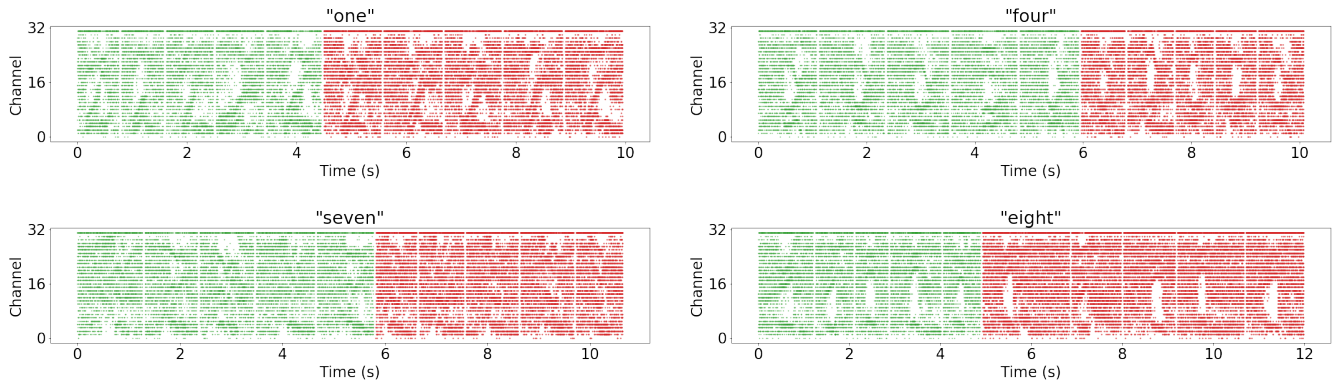 "one"
32
16
0
Channel
0 2 4 6 8 10
Time (s)
"four"
32
16
0
Channel
0 2 4 6 8 10
Time (s)
"seven"
32
16
0
Channel
0 2 4 6 8 10
Time (s)
"eight"
32
16
0
Channel
0 2 4 6 8 10 12
Time (s)